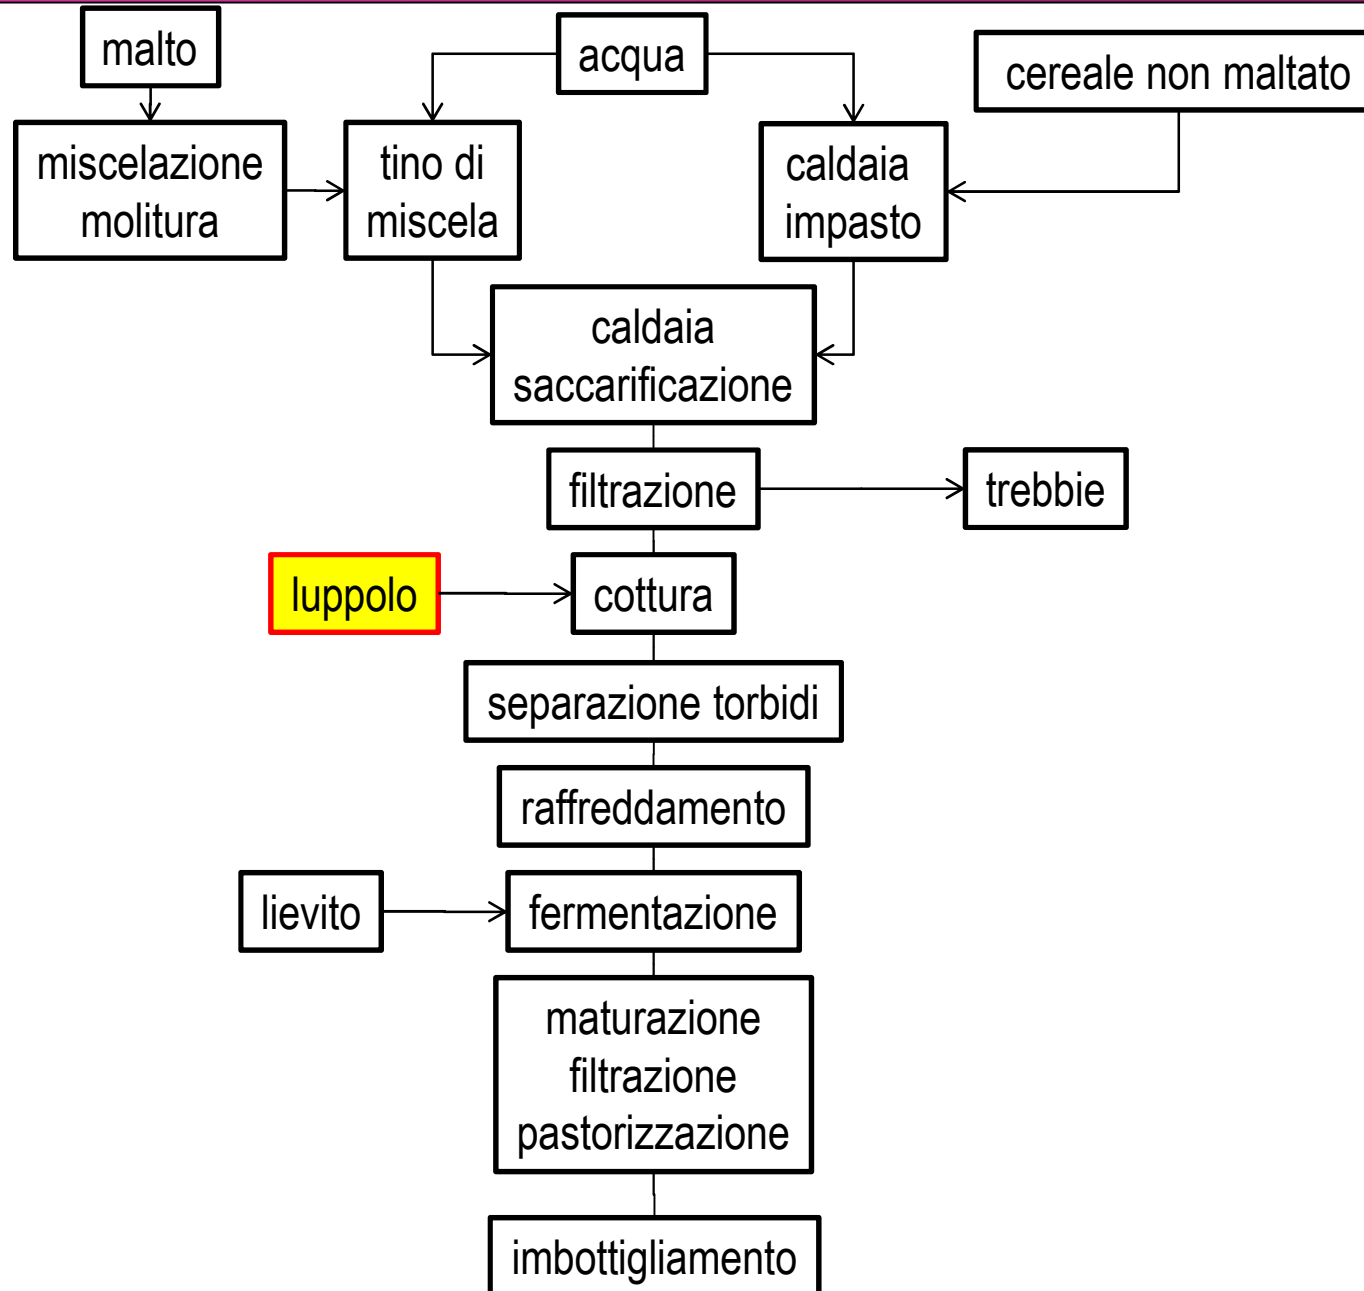 malto
acqua
cereale non maltato
miscelazione
molitura
tino di
miscela
caldaia
impasto
caldaia
saccarificazione
filtrazione
trebbie
luppolo
cottura
separazione torbidi
raffreddamento
lievito
fermentazione
maturazione
filtrazione
pastorizzazione
imbottigliamento